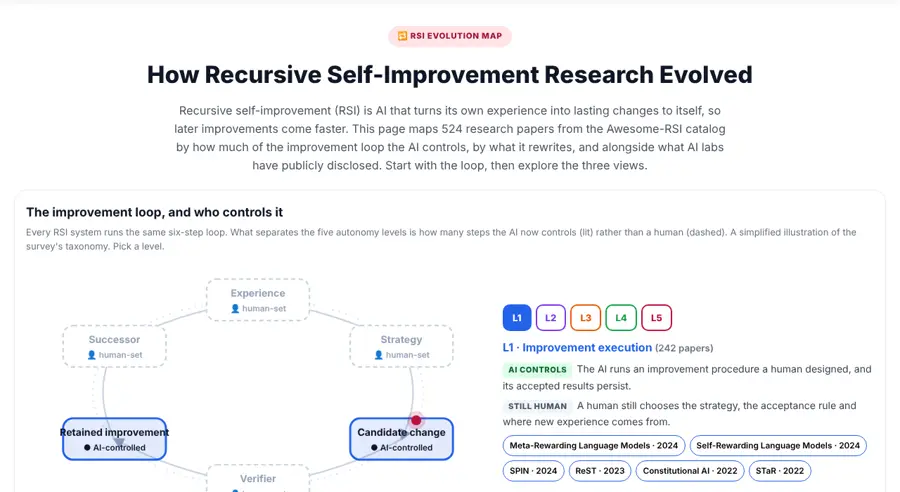 RSI EVOLUTION MAP
How Recursive Self-Improvement Research Evolved
Recursive self-improvement (RSI) is AI that turns its own experience into lasting changes to itself, so
later improvements come faster. This page maps 524 research papers from the Awesome-RSI catalog
by how much of the improvement loop the AI controls, by what it rewrites, and alongside what AI labs
have publicly disclosed. Start with the loop, then explore the three views.
The improvement loop, and who controls it
Every RSI system runs the same six-step loop. What separates the five autonomy levels is how many steps the AI now controls (lit) rather than a human (dashed). A simplified illustration of the
survey's taxonomy. Pick a level.
Experience
human-set
Successor
human-set
Strategy
human-set
Retained improvement
AI-controlled
Candidate change
AI-controlled
Verifier
human-set
L1 L2 L3 L4 L5
L1 · Improvement execution (242 papers)
AI CONTROLS The AI runs an improvement procedure a human designed, and
its accepted results persist.
STILL HUMAN A human still chooses the strategy, the acceptance rule and
where new experience comes from.
Meta-Rewarding Language Models · 2024 Self-Rewarding Language Models · 2024
SPIN · 2024 ReST · 2023 Constitutional AI · 2022 STaR · 2022